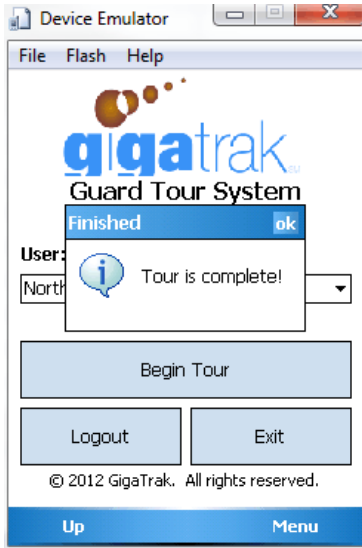 Device Emulator
File Flash Help
gigatrak
Guard Tour System
Finished ok
User:
Tour is complete!
North
Begin Tour
Logout Exit
© 2012 GigaTrak. All rights reserved.
Up Menu